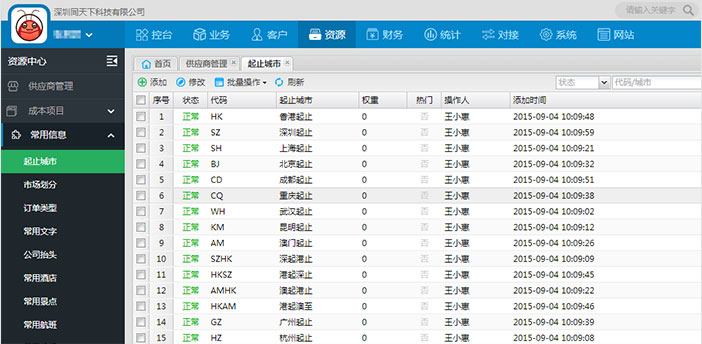 深圳同天下科技有限公司
请输入关键字
控台 业务 客户 资源 财务 统计 对接 系统 网站
资源中心
供应商管理
成本项目
常用信息
起止城市
市场划分
订单类型
常用文字
公司抬头
常用酒店
常用景点
常用航班
首页 供应商管理 × 起止城市 ×
添加 修改 批量操作 刷新 状态 代码/城市
序号 状态 代码 起止城市 权重 热门 操作人 添加时间
1 正常 HK 香港起止 0 否 王小惠 2015-09-04 10:09:48
2 正常 SZ 深圳起止 0 否 王小惠 2015-09-04 10:09:59
3 正常 SH 上海起止 0 否 王小惠 2015-09-04 10:09:21
4 正常 BJ 北京起止 0 否 王小惠 2015-09-04 10:09:32
5 正常 CD 成都起止 0 否 王小惠 2015-09-04 10:09:51
6 正常 CQ 重庆起止 0 否 王小惠 2015-09-04 10:09:38
7 正常 WH 武汉起止 0 否 王小惠 2015-09-04 10:09:02
8 正常 KM 昆明起止 0 否 王小惠 2015-09-04 10:09:12
9 正常 AM 澳门起止 0 否 王小惠 2015-09-04 10:09:26
10 正常 SZHK 深起港止 0 否 王小惠 2015-09-04 10:09:09
11 正常 HKSZ 港起深止 0 否 王小惠 2015-09-04 10:09:45
12 正常 AMHK 澳起港止 0 否 王小惠 2015-09-04 10:09:22
13 正常 HKAM 港起澳至 0 否 王小惠 2015-09-04 10:09:46
14 正常 GZ 广州起止 0 否 王小惠 2015-09-04 10:09:39
15 正常 HZ 杭州起止 0 否 王小惠 2015-09-04 10:09:08